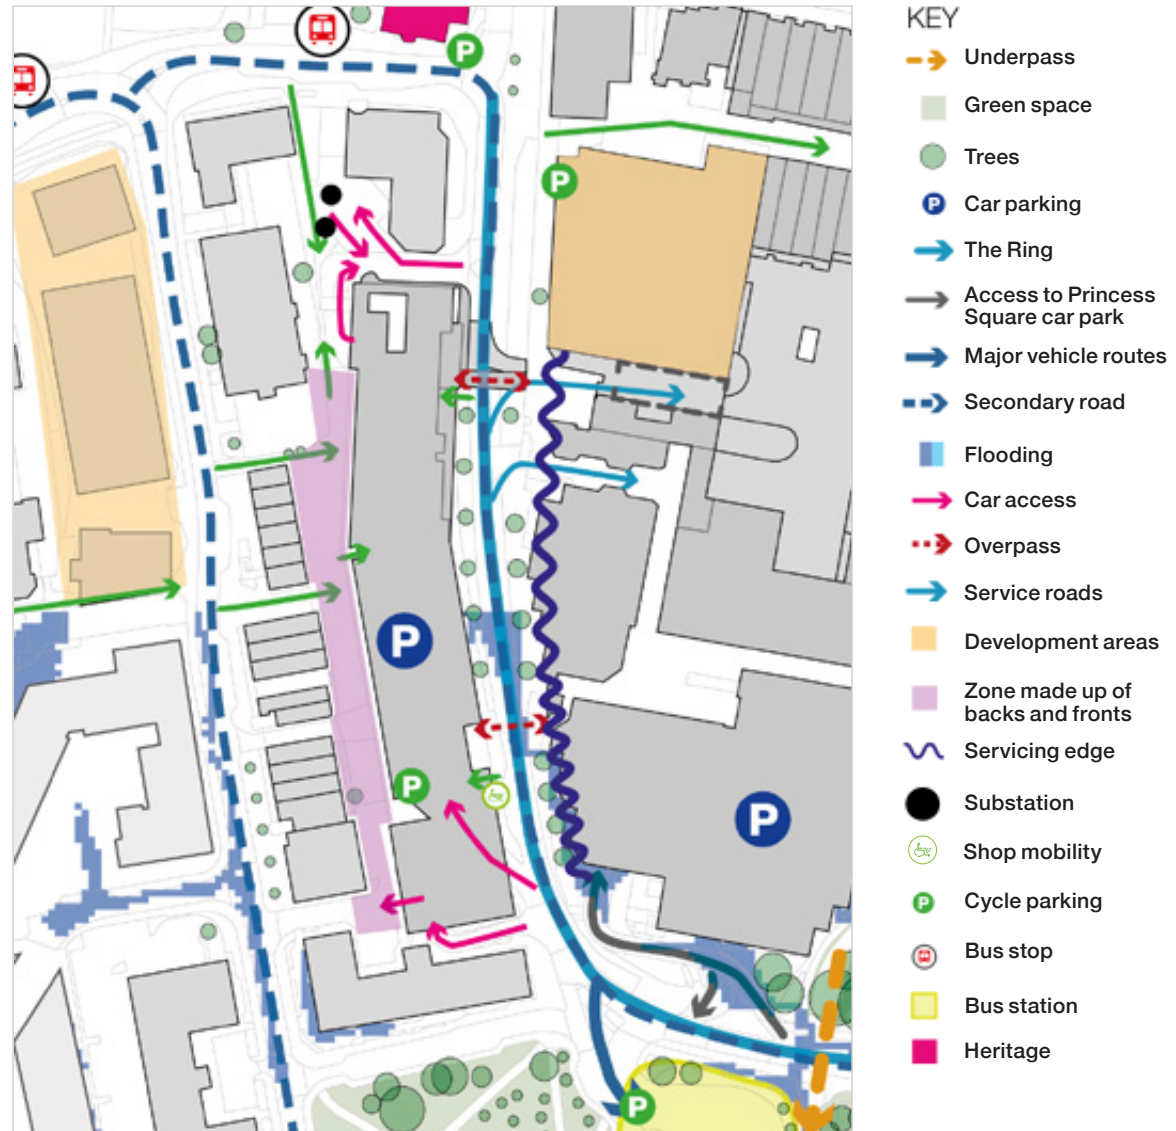 KEY
Underpass
Green space
Trees
P
Car parking
The Ring
Access to Princess
Square car park
Major vehicle routes
Secondary road
Flooding
Car access
Overpass
Service roads
Development areas
Zone made up of
backs and fronts
Servicing edge
Substation
Shop mobility
P
Cycle parking
Bus stop
Bus station
Heritage
P
P
P
P
P
P